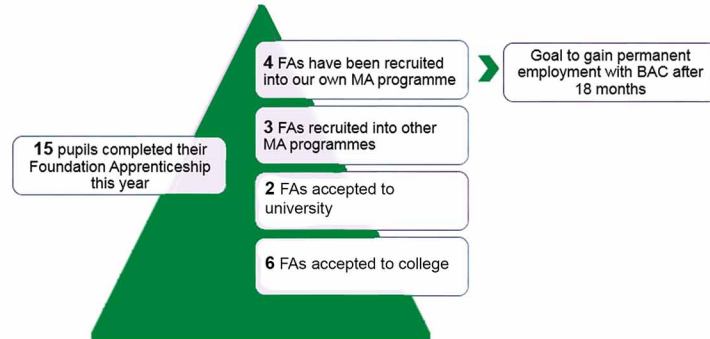 15 pupils completed their
Foundation Apprenticeship
this year
4 FAs have been recruited
into our own MA programme
Goal to gain permanent
employment with BAC after
18 months
3 FAs recruited into other
MA programmes
2 FAs accepted to
university
6 FAs accepted to college